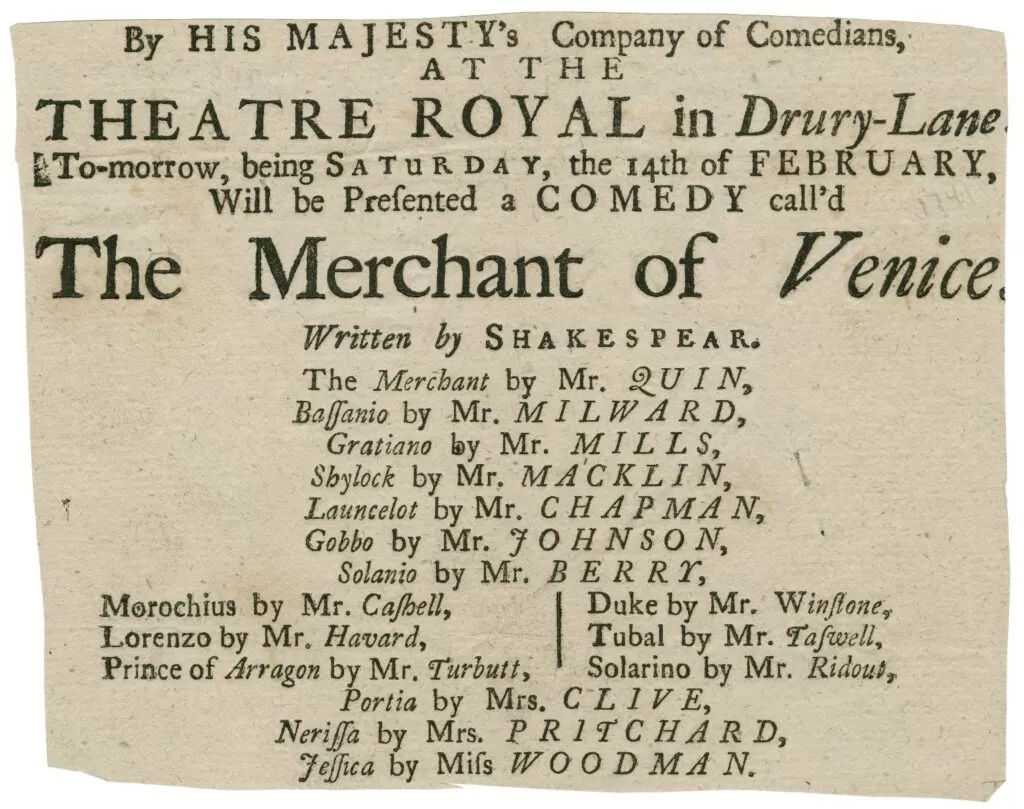 By HIS MAJESTY's Company of Comedians,
AT THE
THEATRE ROYAL in Drury-Lane.
To-morrow, being SATURDAY, the 14th of FEBRUARY,
Will be Preſented a COMEDY call'd
The Merchant of Venice.
Written by SHAKESPEAR.
The Merchant by Mr. QUIN,
Baſſanio by Mr. MILWARD,
Gratiano by Mr. MILLS,
Shylock by Mr. MACKLIN,
Launcelot by Mr. CHAPMAN,
Gobbo by Mr. JOHNSON,
Solanio by Mr. BERRY,
Morochius by Mr. Caſhell,
Lorenzo by Mr. Havard,
Prince of Arragon by Mr. Turbutt,
Duke by Mr. Winſtone,
Tubal by Mr. Taſwell,
Solarino by Mr. Ridout,
Portia by Mrs. CLIVE,
Neriſſa by Mrs. PRITCHARD,
Jeſſica by Miſs WOODMAN.